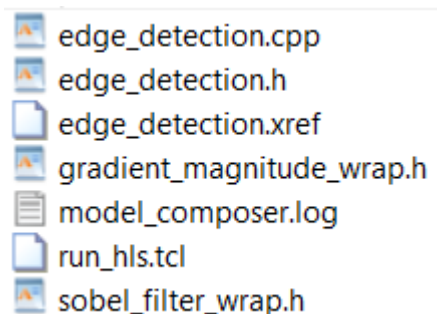 edge_detection.cpp
edge_detection.h
edge_detection.xref
gradient_magnitude_wrap.h
model_composer.log
run_hls.tcl
sobel_filter_wrap.h